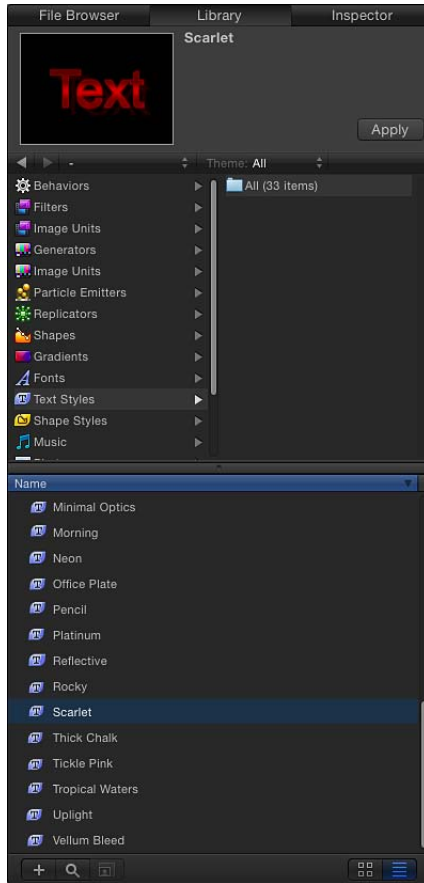 File Browser Library Inspector
Scarlet
Text
Apply
- Theme: All
Behaviors
All (33 items)
Filters
Image Units
Generators
Image Units
Particle Emitters
Replicators
Shapes
Gradients
Fonts
Text Styles
Shape Styles
Music
Name
Minimal Optics
Morning
Neon
Office Plate
Pencil
Platinum
Reflective
Rocky
Scarlet
Thick Chalk
Tickle Pink
Tropical Waters
Uplight
Vellum Bleed